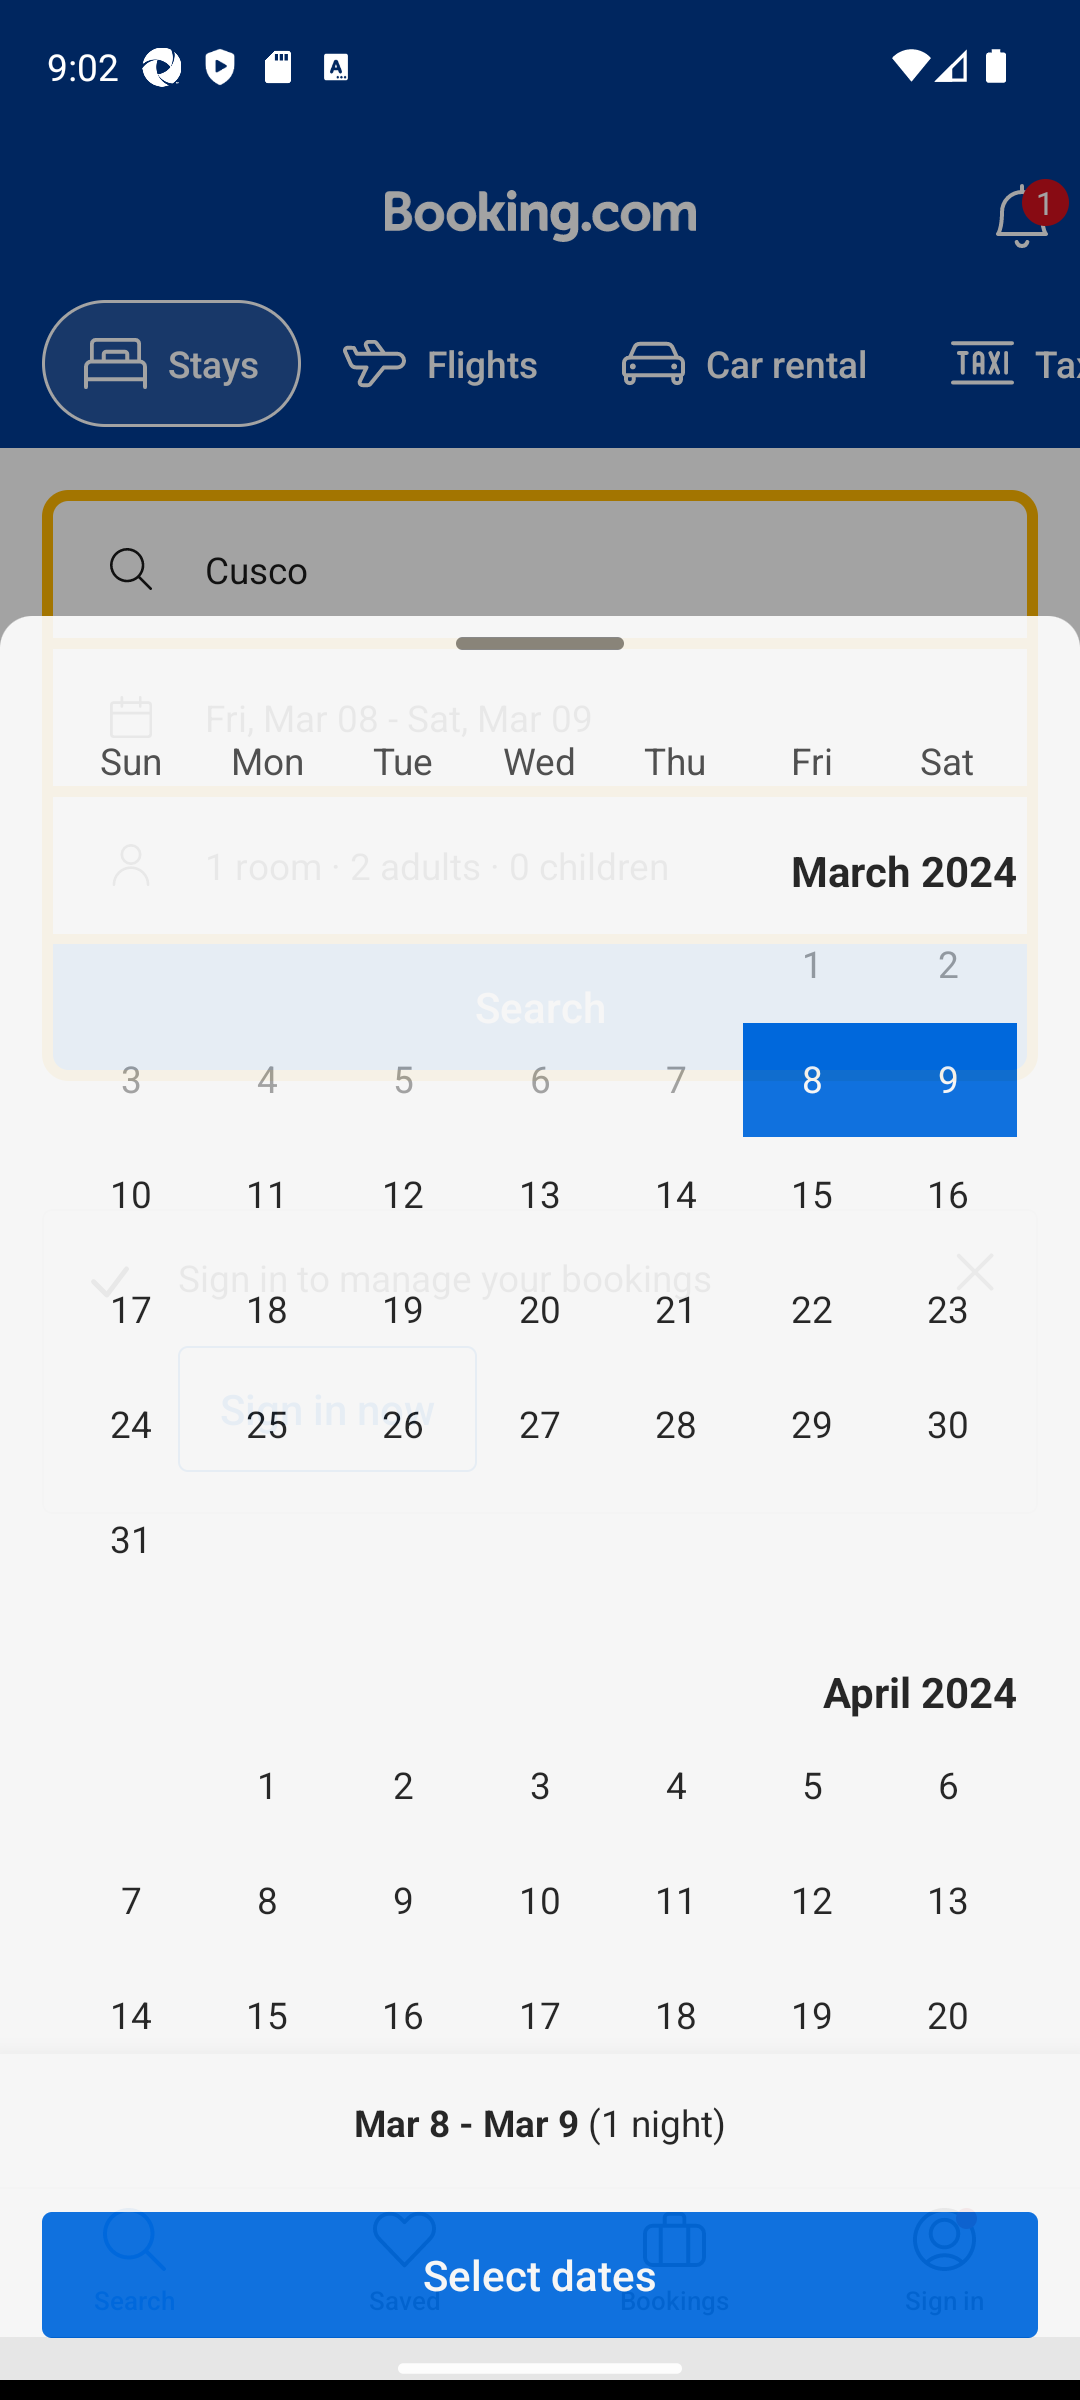 9:02
Booking.com
1
Stays Flights Car rental TAXI Tax
Cusco
Fri, Mar 08 - Sat, Mar 09
Sun Mon Tue Wed Thu Fri Sat
1 room · 2 adults · 0 children
March 2024
1 2
Search
3 4 5 6 7 8 9
10 11 12 13 14 15 16
Sign in to manage your bookings
17 18 19 20 21 22 23
Sign in now
24 25 26 27 28 29 30
31
April 2024
1 2 3 4 5 6
7 8 9 10 11 12 13
14 15 16 17 18 19 20
Mar 8 - Mar 9 (1 night)
Select dates
Search Saved Bookings Sign in